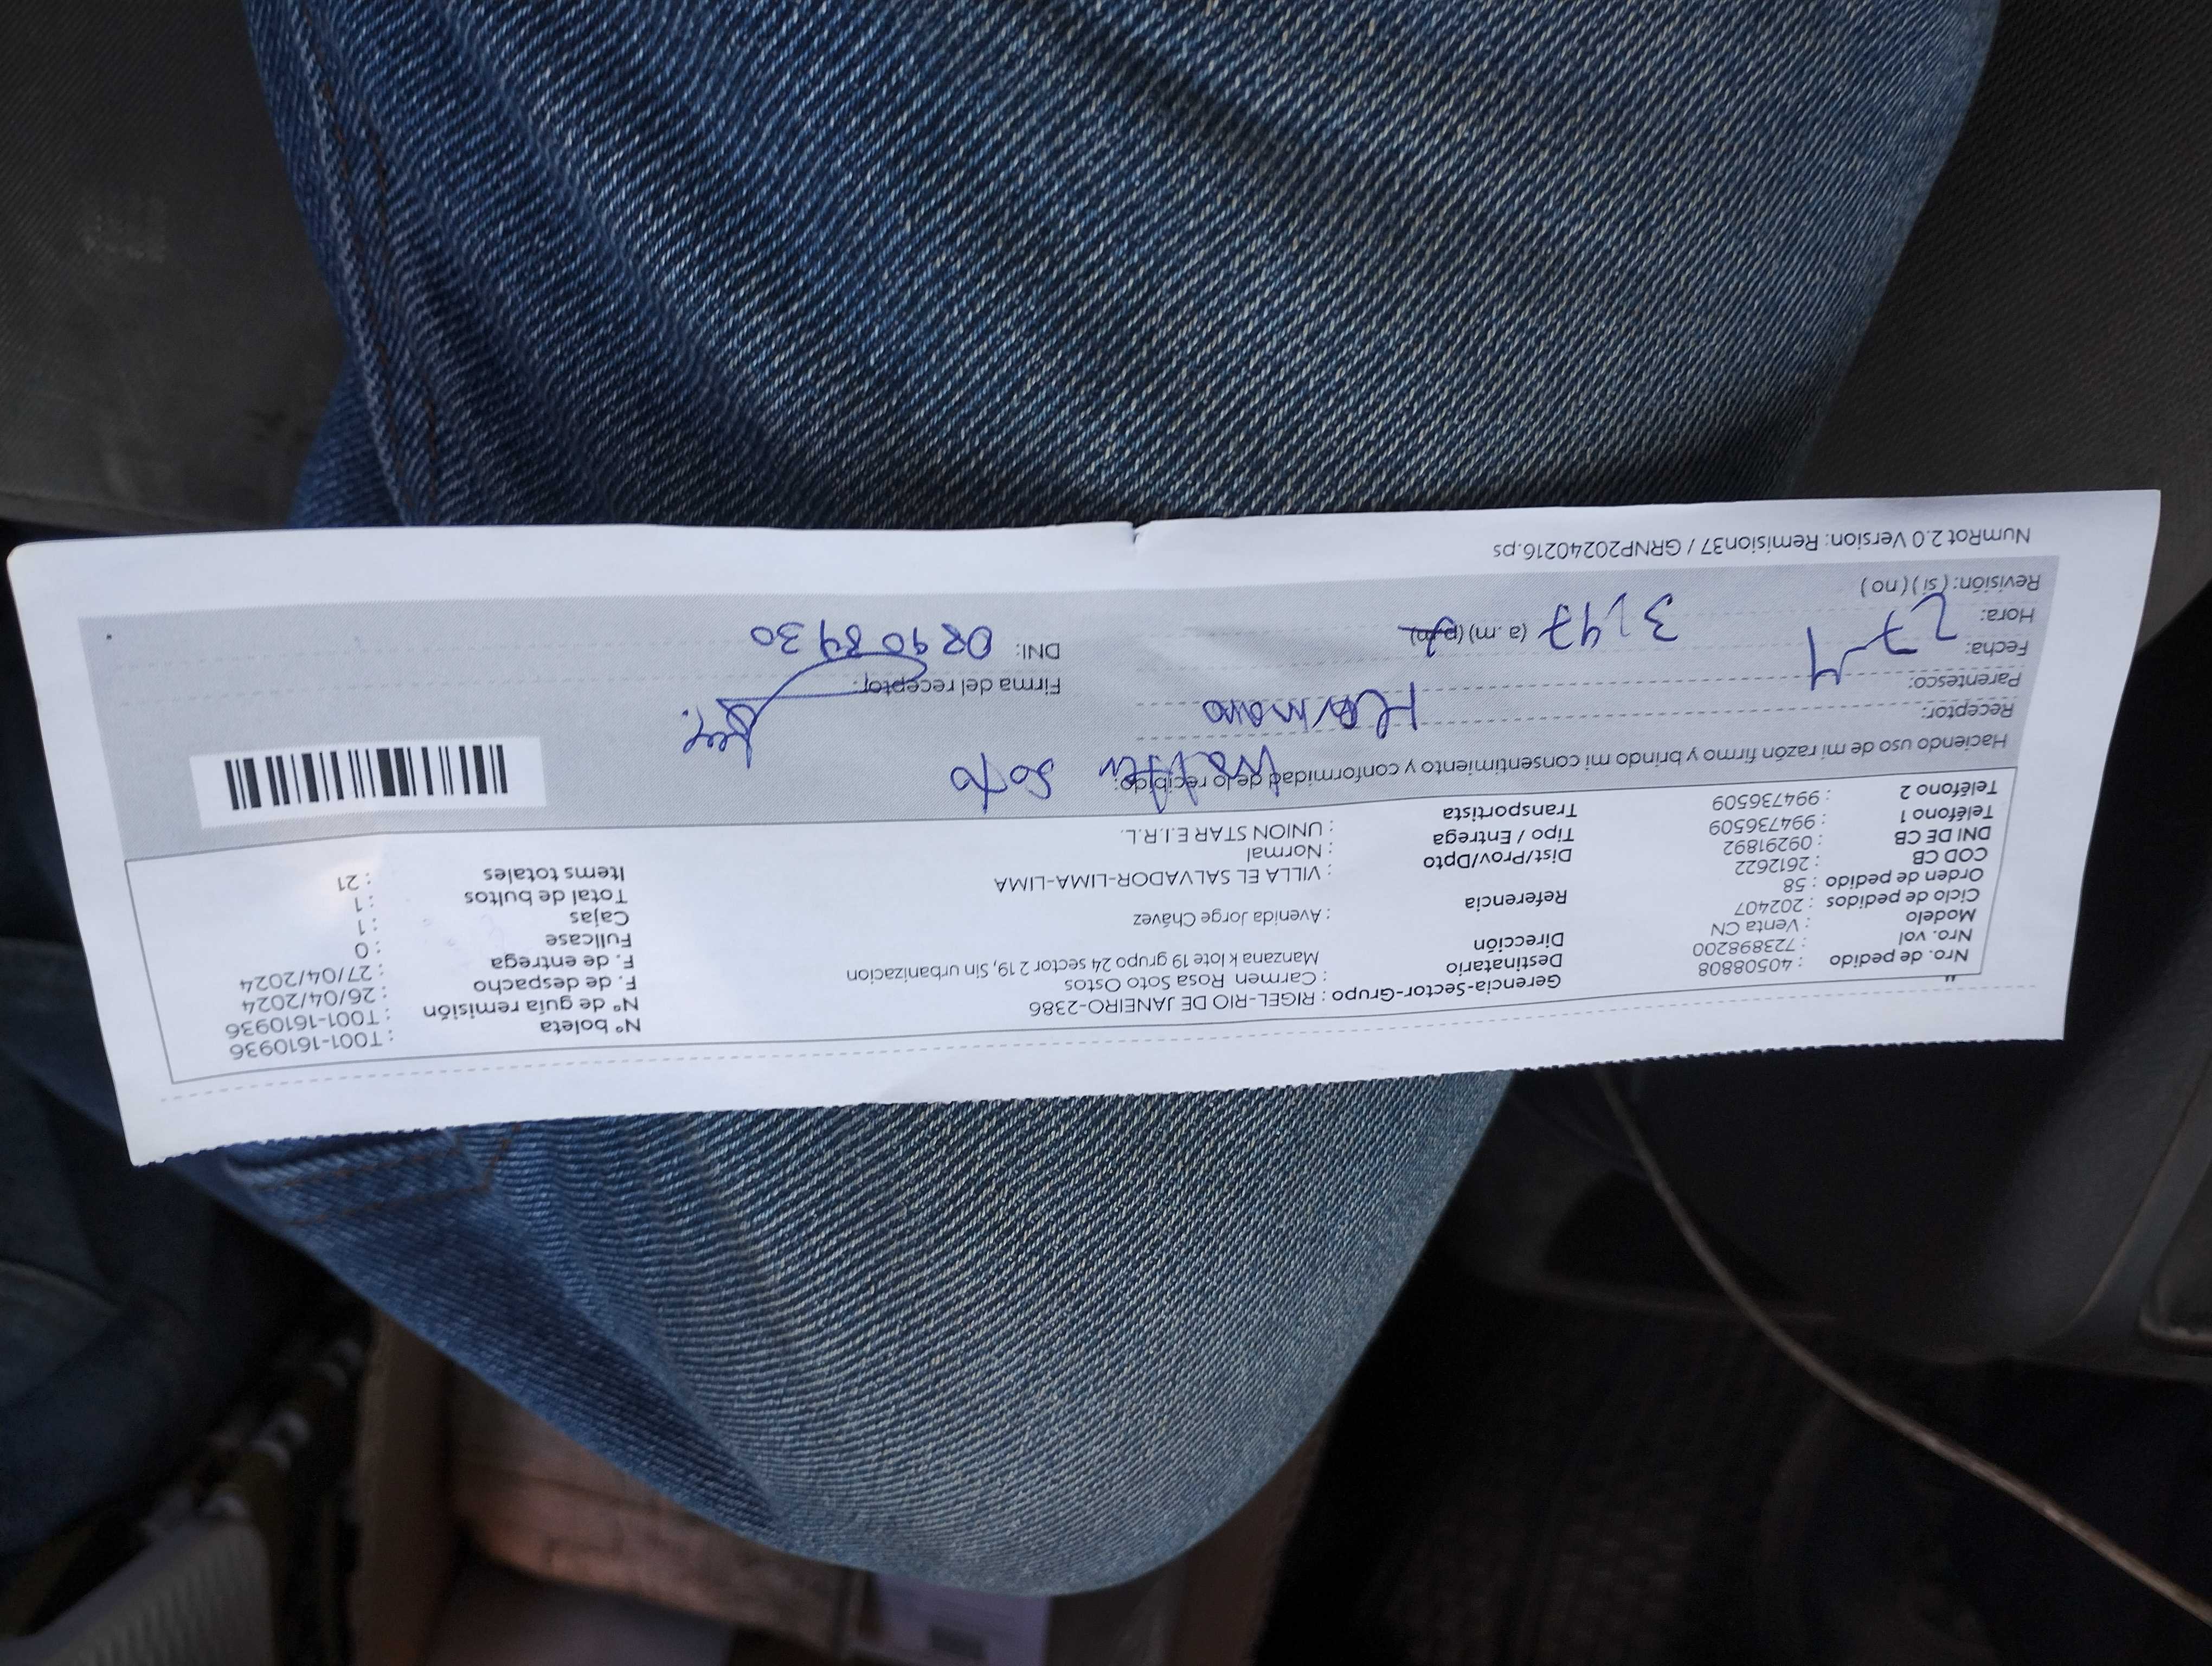 Nº boleta : T001-1610936
Nº de guía remisión : T001-1610936
F. de despacho : 26/04/2024
F. de entrega : 27/04/2024
Fullcase : 0
Cajas : 1
Total de bultos : 1
Items totales : 21
Gerencia-Sector-Grupo : RIGEL-RIO DE JANEIRO-2386
Destinatario : Carmen Rosa Soto Ostos
Dirección Manzana k lote 19 grupo 24 sector 2 19, Sin urbanizacion
Referencia : Avenida Jorge Chávez
Dist/Prov/Dpto : VILLA EL SALVADOR-LIMA-LIMA
Tipo / Entrega : Normal
Transportista : UNION STAR E.I.R.L.
Nro. de pedido : 40508808
Nro. vol : 723898200
Modelo : Venta CN
Ciclo de pedidos : 202407
Orden de pedido : 58
COD CB : 2612622
DNI DE CB : 09291892
Teléfono 1 : 994736509
Teléfono 2 : 994736509
Haciendo uso de mi razón firmo y brindo mi consentimiento y conformidad de lo recibido:
Receptor: Walter Soto
Parentesco: Hermano
Firma del receptor:
Fecha: 27 4
Hora: 3:47 (a.m) (p.m)
DNI:
Revisión: (si) (no)
NumRot 2.0 Version: Remision37 / GRNP20240216.ps